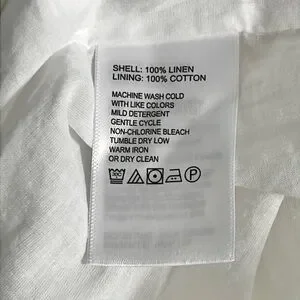 SHELL: 100% LINEN
LINING: 100% COTTON
MACHINE WASH COLD
WITH LIKE COLORS
MILD DETERGENT
GENTLE CYCLE
NON-CHLORINE BLEACH
TUMBLE DRY LOW
WARM IRON
OR DRY CLEAN
P